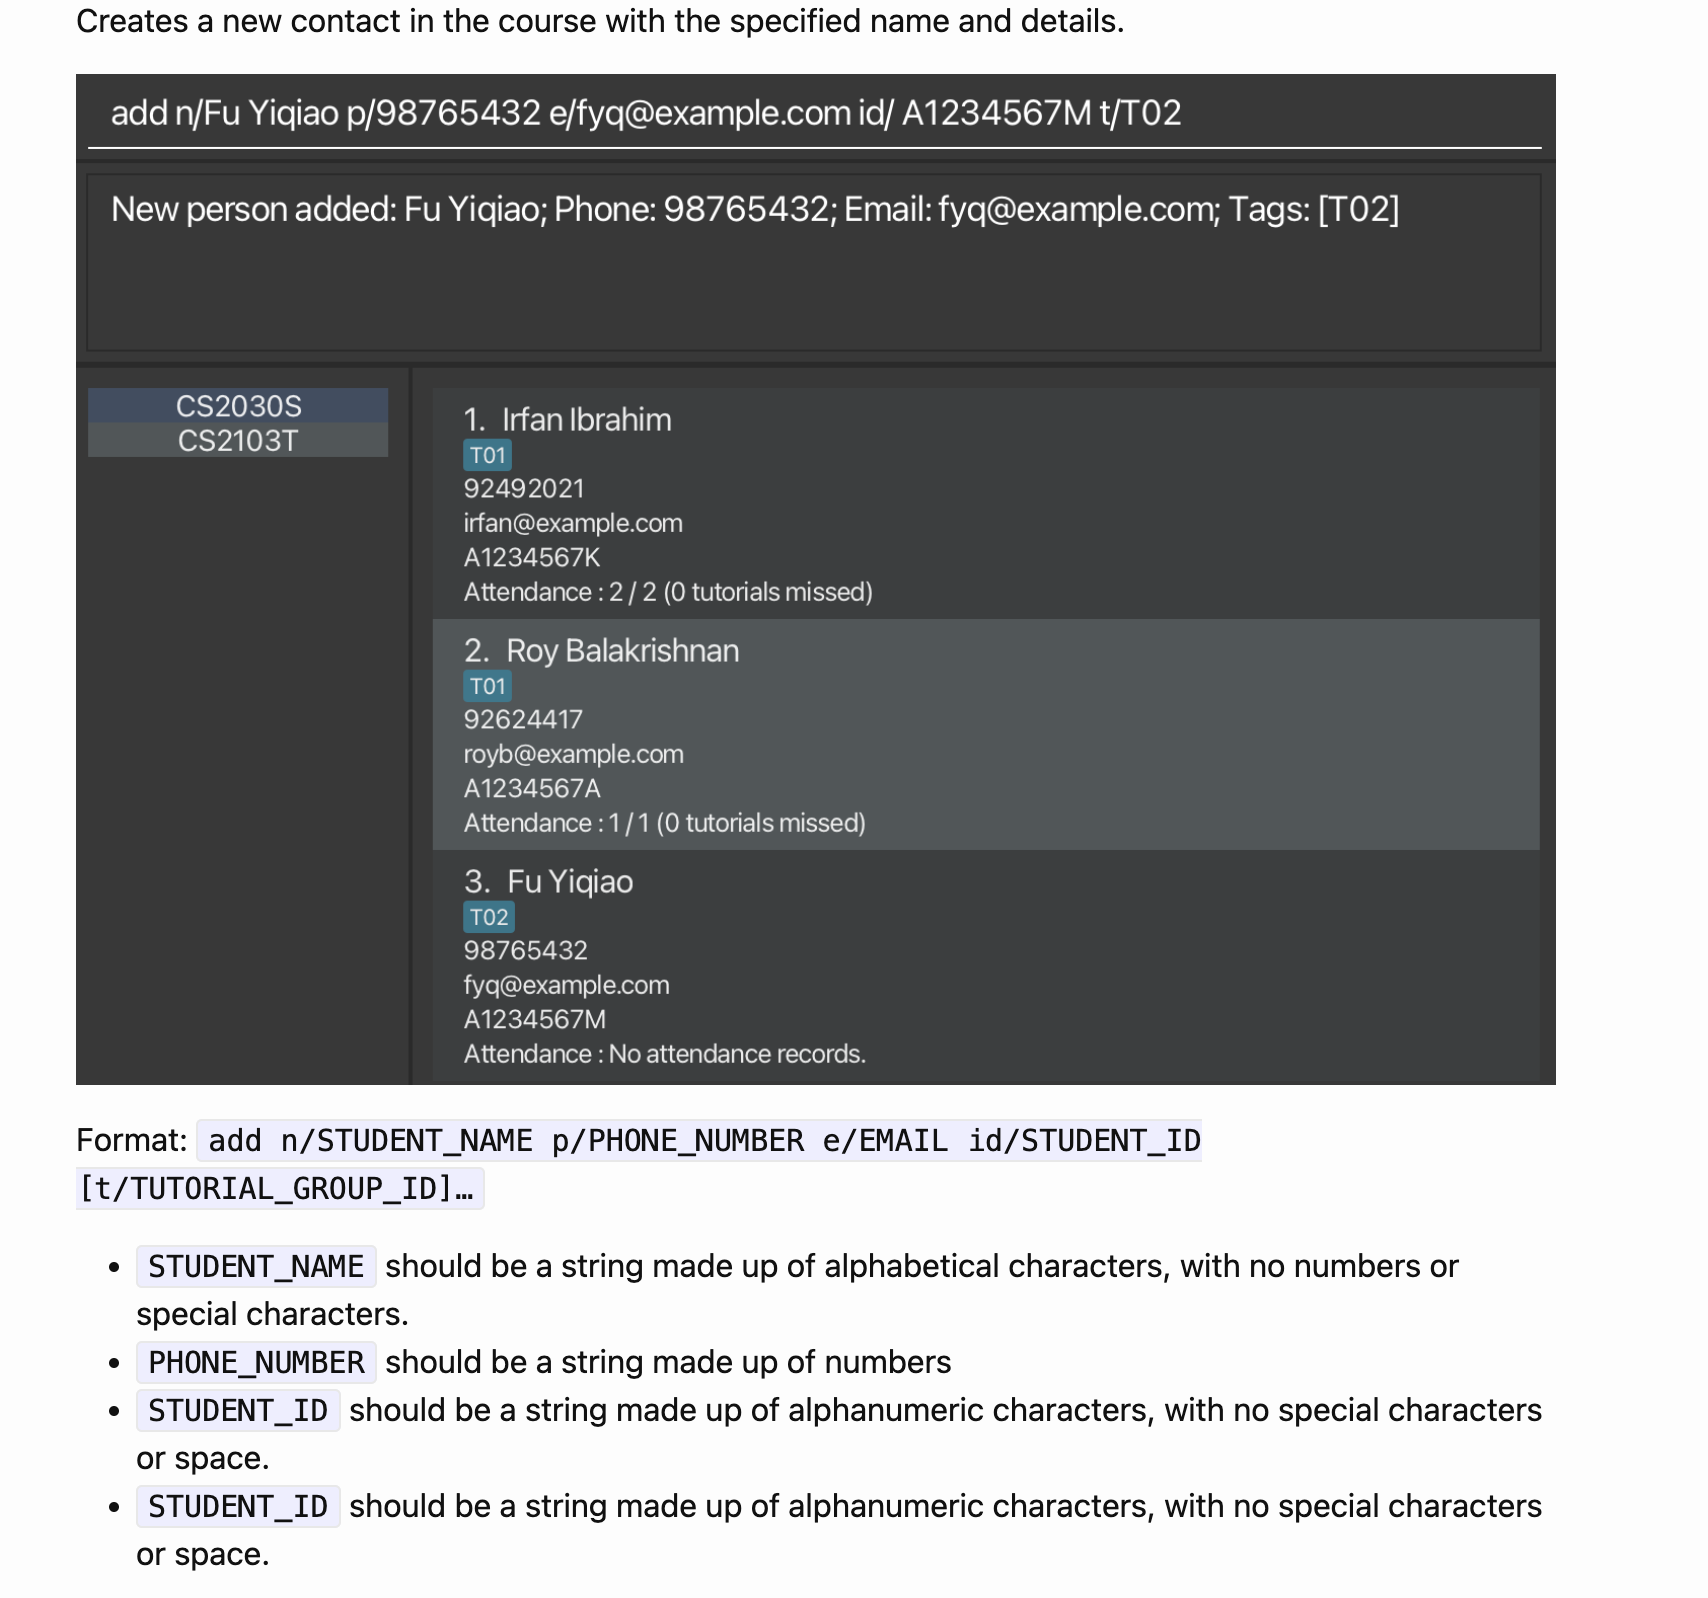 Creates a new contact in the course with the specified name and details.
add n/Fu Yiqiao p/98765432 e/fyq@example.com id/ A1234567M t/T02
New person added: Fu Yiqiao; Phone: 98765432; Email: fyq@example.com; Tags: [T02]
CS2030S
CS2103T
1. Irfan Ibrahim
T01
92492021
irfan@example.com
A1234567K
Attendance : 2 / 2 (0 tutorials missed)
2. Roy Balakrishnan
T01
92624417
royb@example.com
A1234567A
Attendance : 1 / 1 (0 tutorials missed)
3. Fu Yiqiao
T02
98765432
fyq@example.com
A1234567M
Attendance : No attendance records.
Format: add n/STUDENT_NAME p/PHONE_NUMBER e/EMAIL id/STUDENT_ID
[t/TUTORIAL_GROUP_ID]…
• STUDENT_NAME should be a string made up of alphabetical characters, with no numbers or
special characters.
• PHONE_NUMBER should be a string made up of numbers
• STUDENT_ID should be a string made up of alphanumeric characters, with no special characters
or space.
• STUDENT_ID should be a string made up of alphanumeric characters, with no special characters
or space.